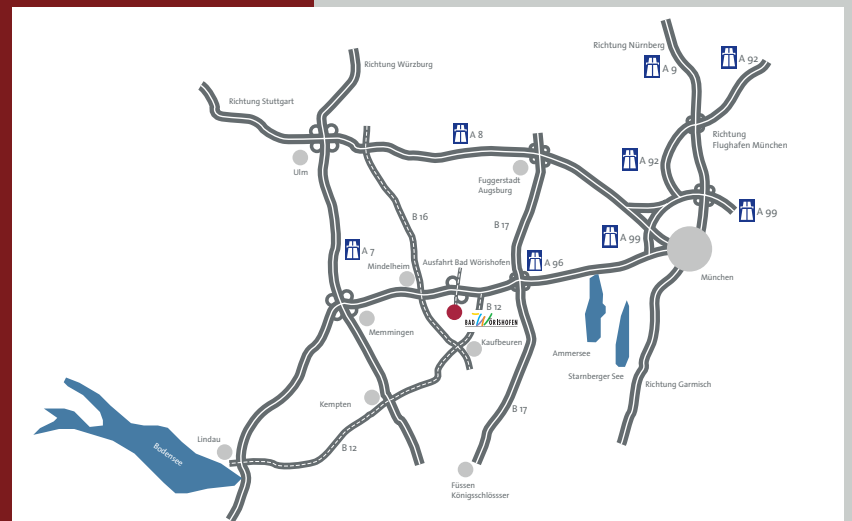 Richtung Nürnberg
A 9
A 92
Richtung Würzburg
Richtung Stuttgart
A 8
Richtung
Flughafen München
Ulm
A 92
Fuggerstadt
Augsburg
A 99
B 16
B 17
A 99
A 7
Ausfahrt Bad Wörishofen
A 96
Mindelheim
München
B 12
BAD WÖRISHOFEN
Memmingen
Kaufbeuren
Ammersee
Starnberger See
Richtung Garmisch
Kempten
B 17
Lindau
B 12
Bodensee
Füssen
Königsschlössser